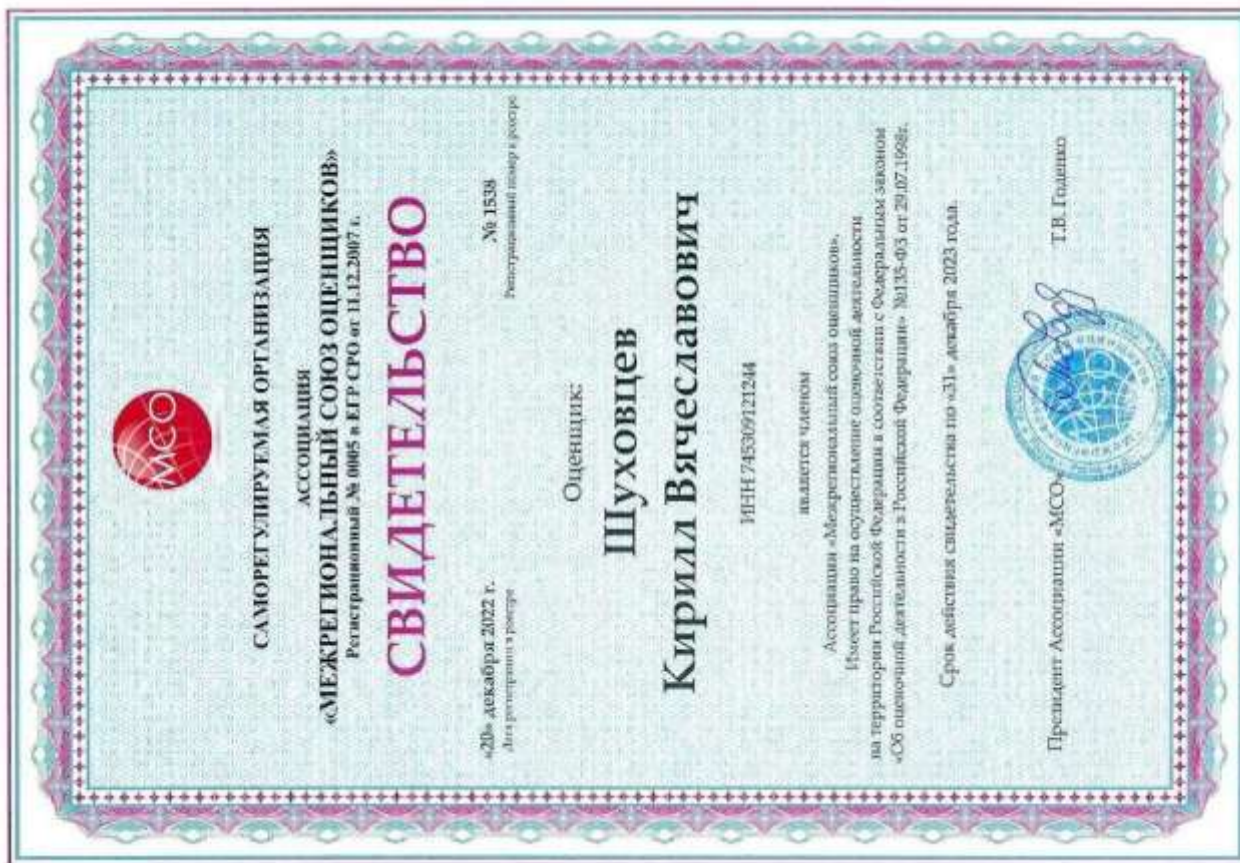 МСО
САМОРЕГУЛИРУЕМАЯ ОРГАНИЗАЦИЯ
АССОЦИАЦИЯ
«МЕЖРЕГИОНАЛЬНЫЙ СОЮЗ ОЦЕНЩИКОВ»
Регистрационный № 0005 в ЕГР СРО от 11.12.2007 г.
СВИДЕТЕЛЬСТВО
«20» декабря 2022 г. № 1538
Дата регистрации в реестре Регистрационный номер в реестре
Оценщик:
Шуховцев
Кирилл Вячеславович
ИНН 745309121244
является членом
Ассоциации «Межрегиональный союз оценщиков».
Имеет право на осуществление оценочной деятельности
на территории Российской Федерации в соответствии с Федеральным законом
«Об оценочной деятельности в Российской Федерации» №135-ФЗ от 29.07.1998г.
Срок действия свидетельства по «31» декабря 2023 года.
Президент Ассоциации «МСО» Т.В. Годенко